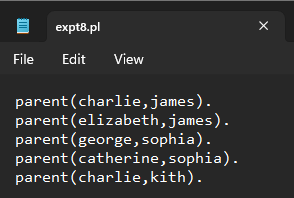 expt8.pl
File Edit View
parent(charlie,james).
parent(elizabeth,james).
parent(george,sophia).
parent(catherine,sophia).
parent(charlie,kith).